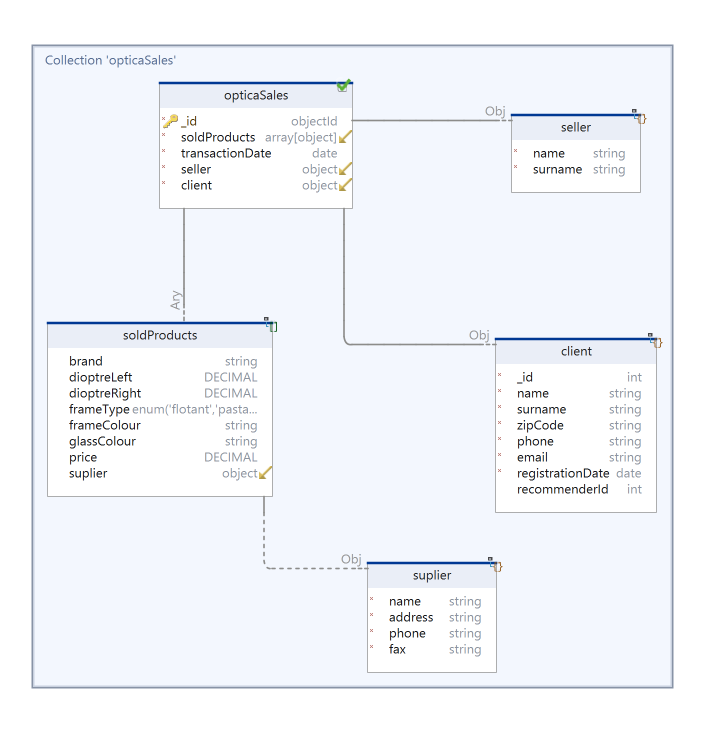 Collection 'opticaSales'
opticaSales
_id objectId
soldProducts array[object]
transactionDate date
seller object
client object
Obj
seller
name string
surname string
Ary
soldProducts
brand string
dioptreLeft DECIMAL
dioptreRight DECIMAL
frameType enum('flotant','pasta...
frameColour string
glassColour string
price DECIMAL
suplier object
Obj
client
_id int
name string
surname string
zipCode string
phone string
email string
registrationDate date
recommenderId int
Obj
suplier
name string
address string
phone string
fax string